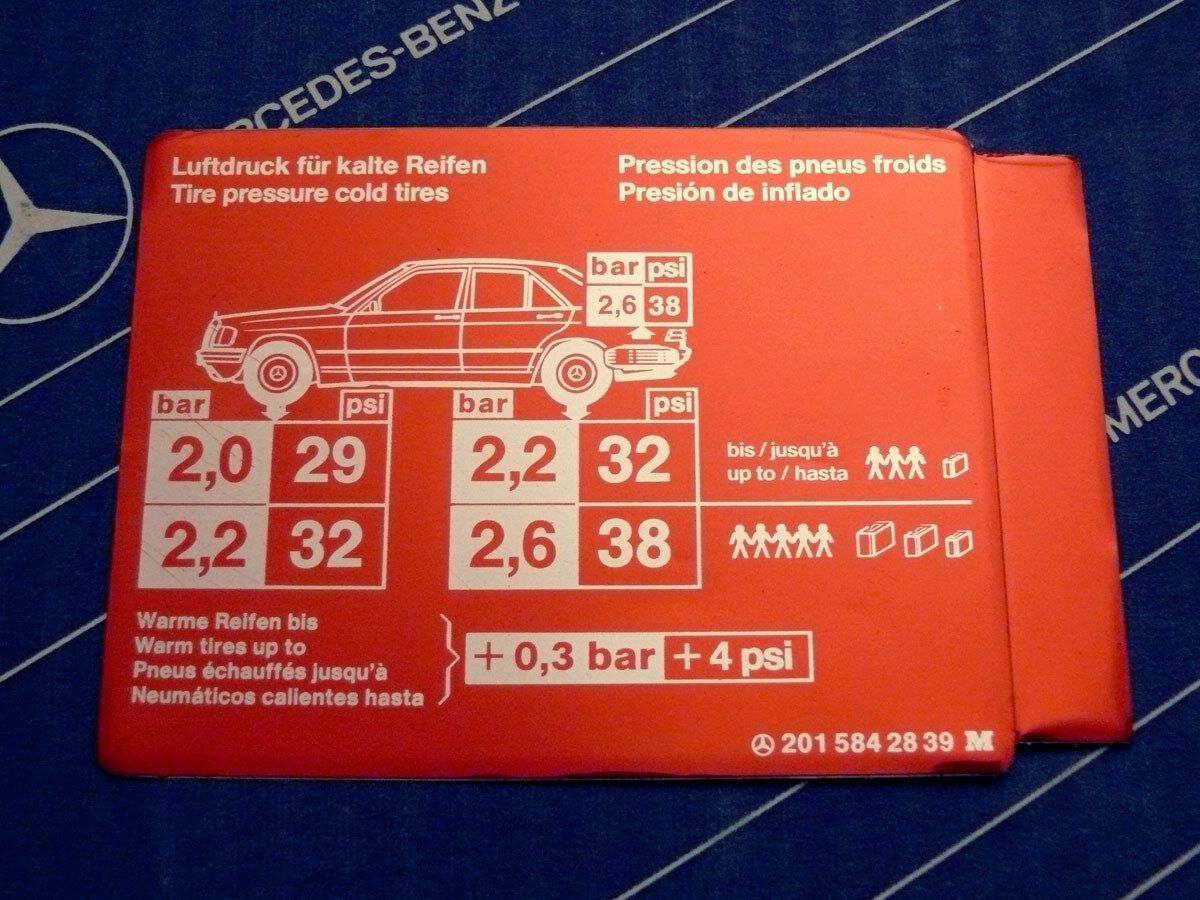 MERCEDES-BENZ
Luftdruck für kalte Reifen
Tire pressure cold tires
Pression des pneus froids
Presión de inflado
bar psi
2,6 38
bar psi
2,0 29
2,2 32
bar psi
2,2 32
2,6 38
bis / jusqu'à
up to / hasta
Warme Reifen bis
Warm tires up to
Pneus échauffés jusqu'à
Neumáticos calientes hasta
+ 0,3 bar + 4 psi
201 584 28 39 M
MERC